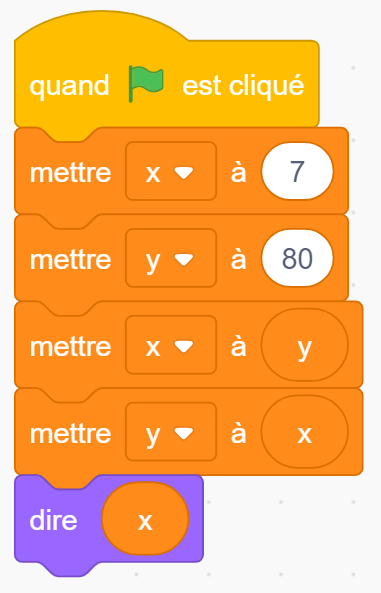 quand est cliqué
mettre x à 7
mettre y à 80
mettre x à y
mettre y à x
dire x